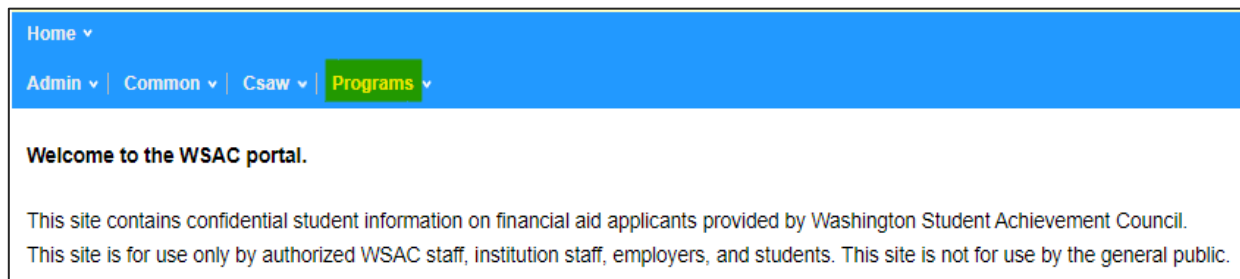 Home
Admin | Common | Csaw | Programs
Welcome to the WSAC portal.
This site contains confidential student information on financial aid applicants provided by Washington Student Achievement Council.
This site is for use only by authorized WSAC staff, institution staff, employers, and students. This site is not for use by the general public.